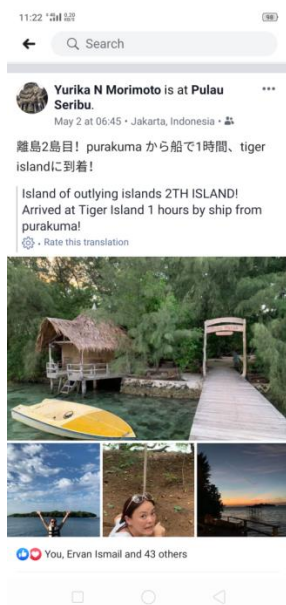 11:22
98
Search
Yurika N Morimoto is at Pulau
Seribu.
May 2 at 06:45 • Jakarta, Indonesia •
離島2島目！purakuma から船で1時間、tiger
islandに到着！
Island of outlying islands 2TH ISLAND!
Arrived at Tiger Island 1 hours by ship from
purakuma!
• Rate this translation
You, Ervan Ismail and 43 others